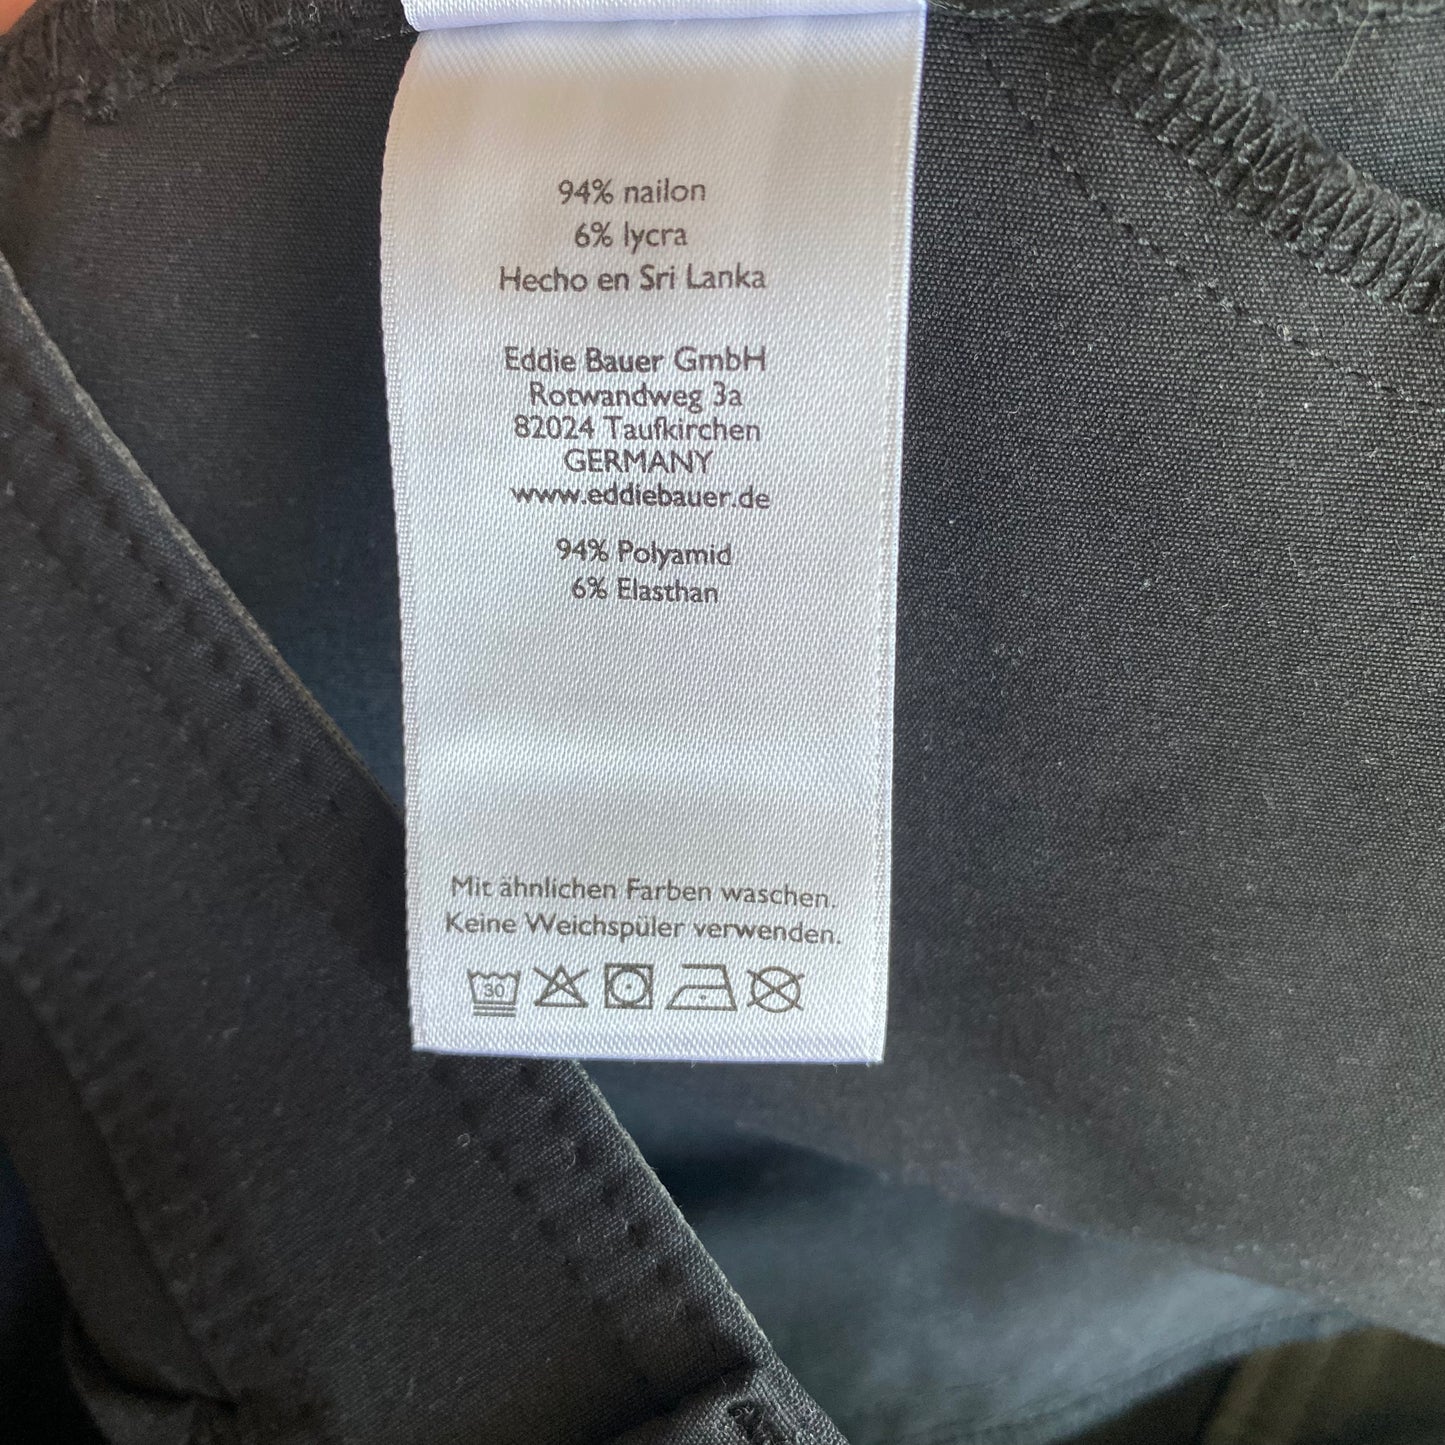 94% nailon
6% lycra
Hecho en Sri Lanka
Eddie Bauer GmbH
Rotwandweg 3a
82024 Taufkirchen
GERMANY
www.eddiebauer.de
94% Polyamid
6% Elasthan
Mit ähnlichen Farben waschen.
Keine Weichspüler verwenden.
30